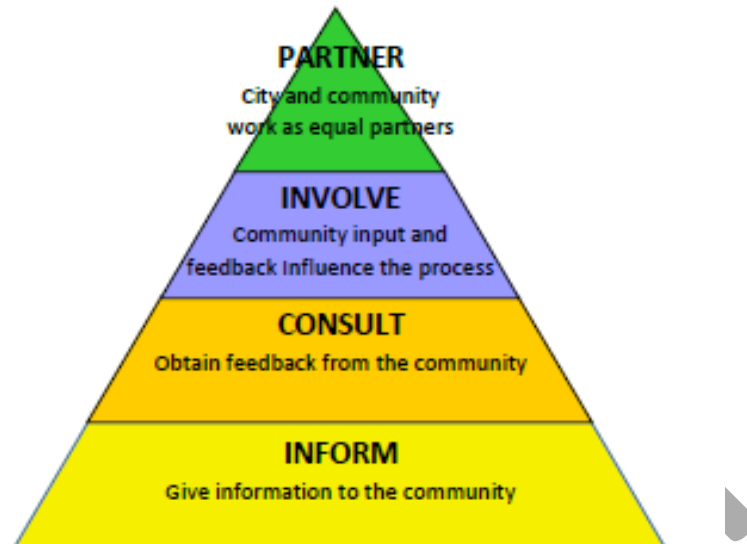 PARTNER
City and community
work as equal partners
INVOLVE
Community input and
feedback Influence the process
CONSULT
Obtain feedback from the community
INFORM
Give information to the community